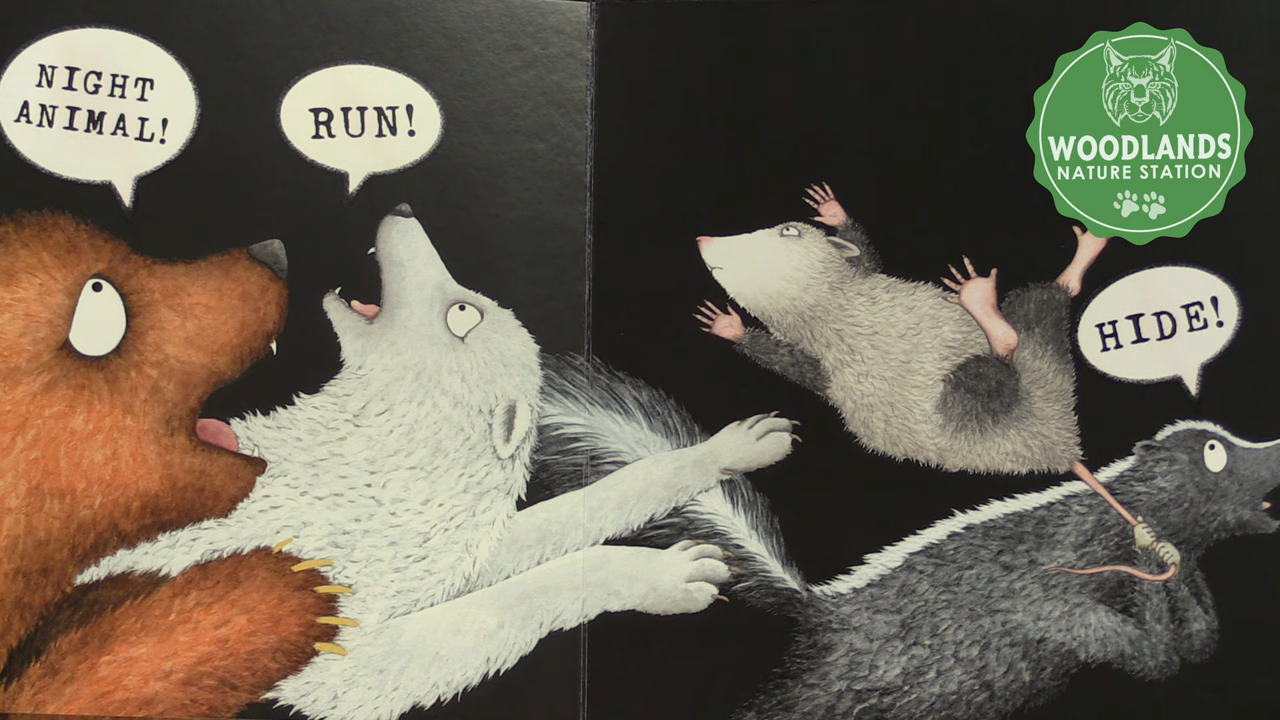 NIGHT
ANIMAL!
RUN!
HIDE!
WOODLANDS
NATURE STATION